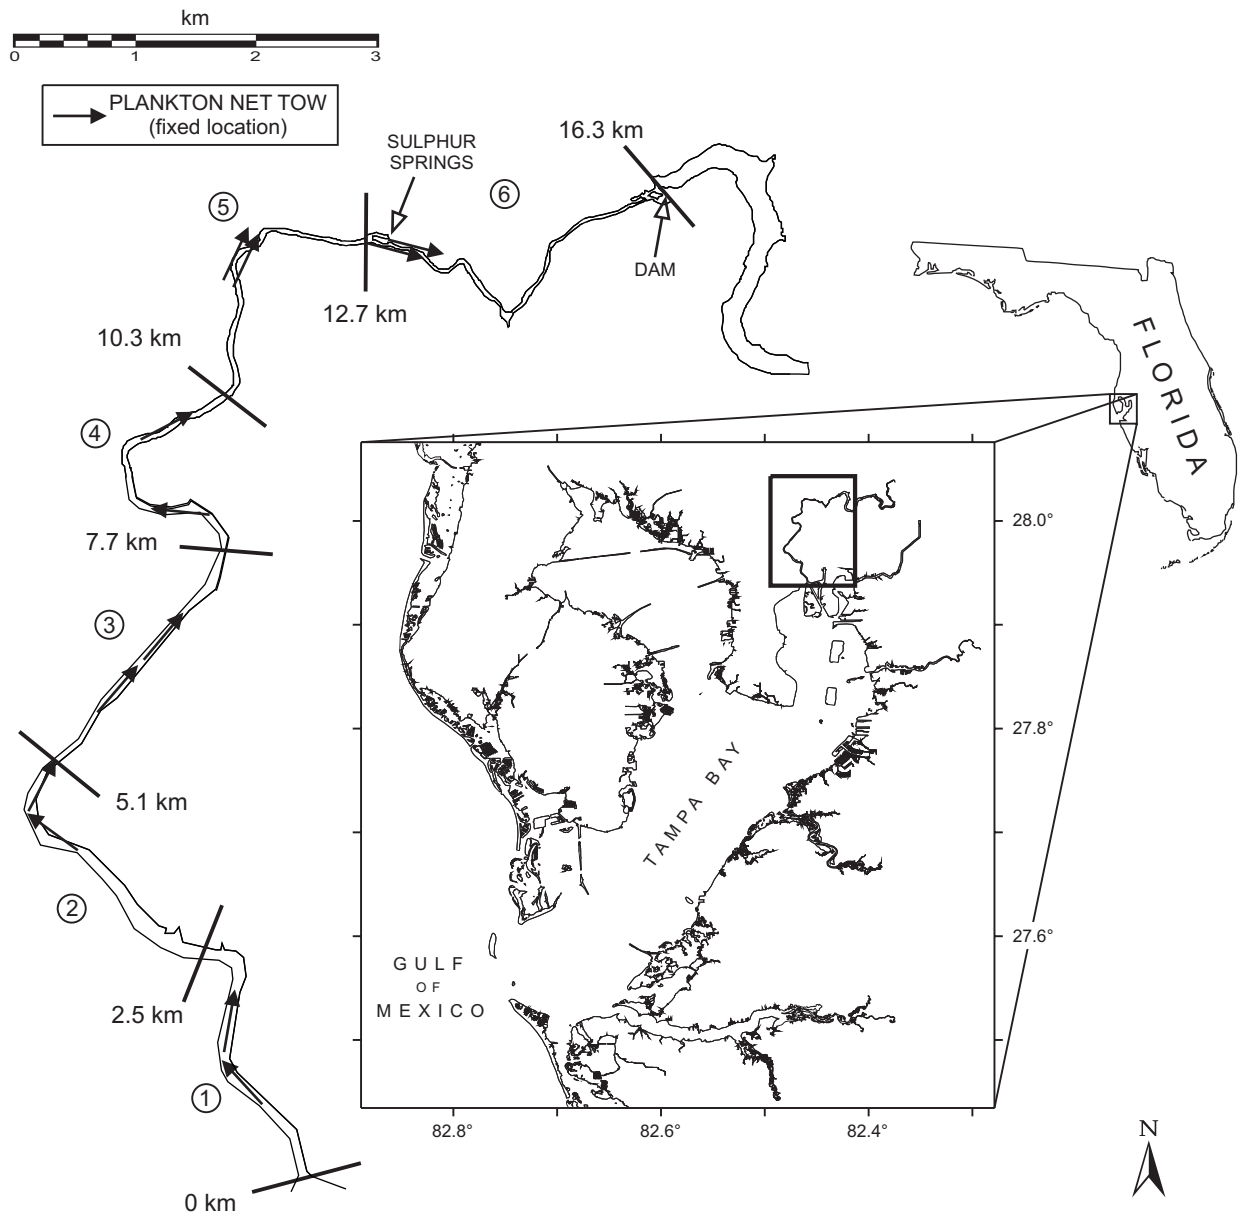 km
0 1 2 3
PLANKTON NET TOW
(fixed location)
SULPHUR
SPRINGS
16.3 km
6
5
DAM
12.7 km
10.3 km
FLORIDA
4
7.7 km
28.0°
3
27.8°
5.1 km
TAMPA BAY
2
27.6°
GULF
OF
MEXICO
2.5 km
1
82.8° 82.6° 82.4°
N
0 km